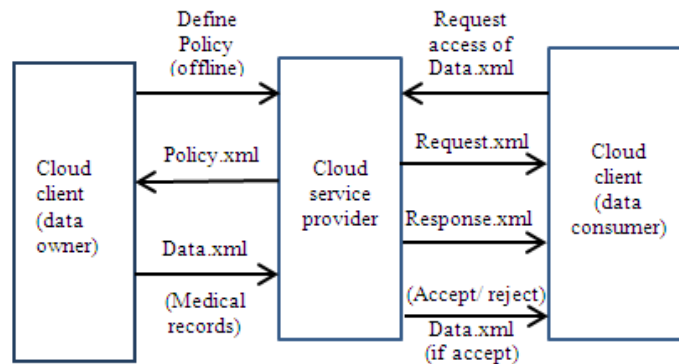 Define
Policy
(offline)
Request
access of
Data.xml
Cloud
client
(data
owner)
Policy.xml
Data.xml
(Medical
records)
Cloud
service
provider
Request.xml
Response.xml
(Accept/ reject)
Data.xml
(if accept)
Cloud
client
(data
consumer)